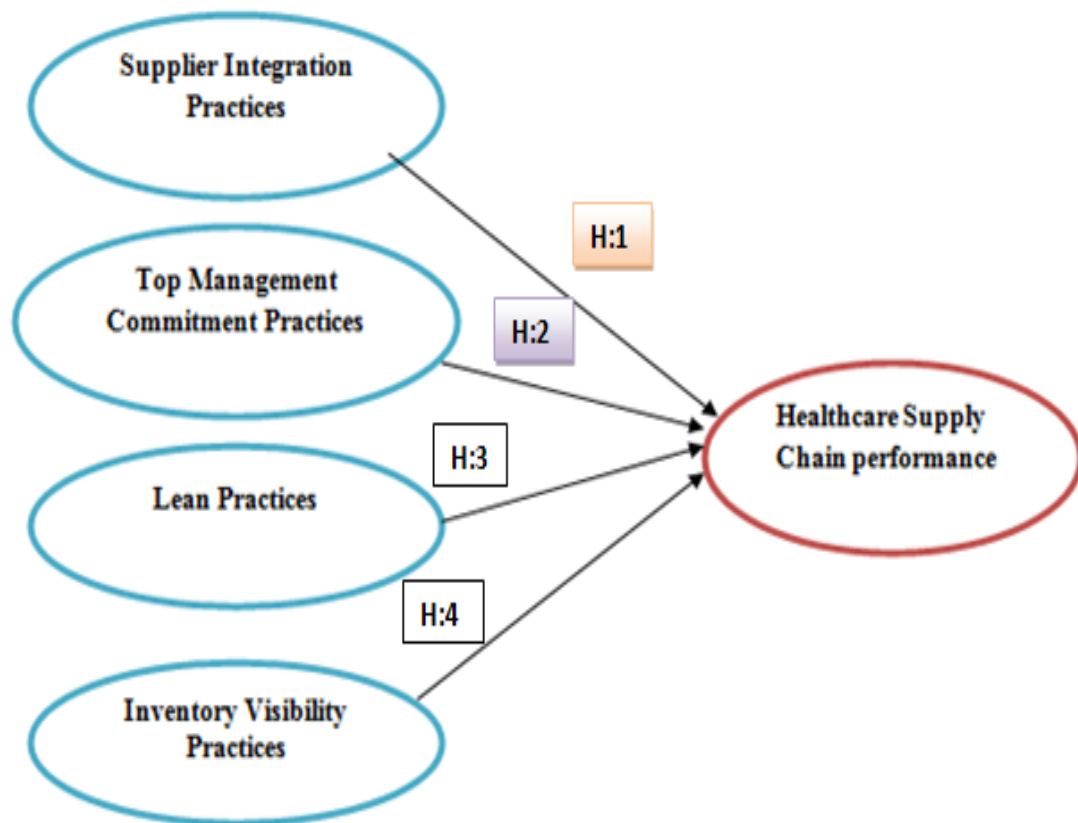 Supplier Integration
Practices
H:1
Top Management
Commitment Practices
H:2
Healthcare Supply
Chain performance
H:3
Lean Practices
H:4
Inventory Visibility
Practices